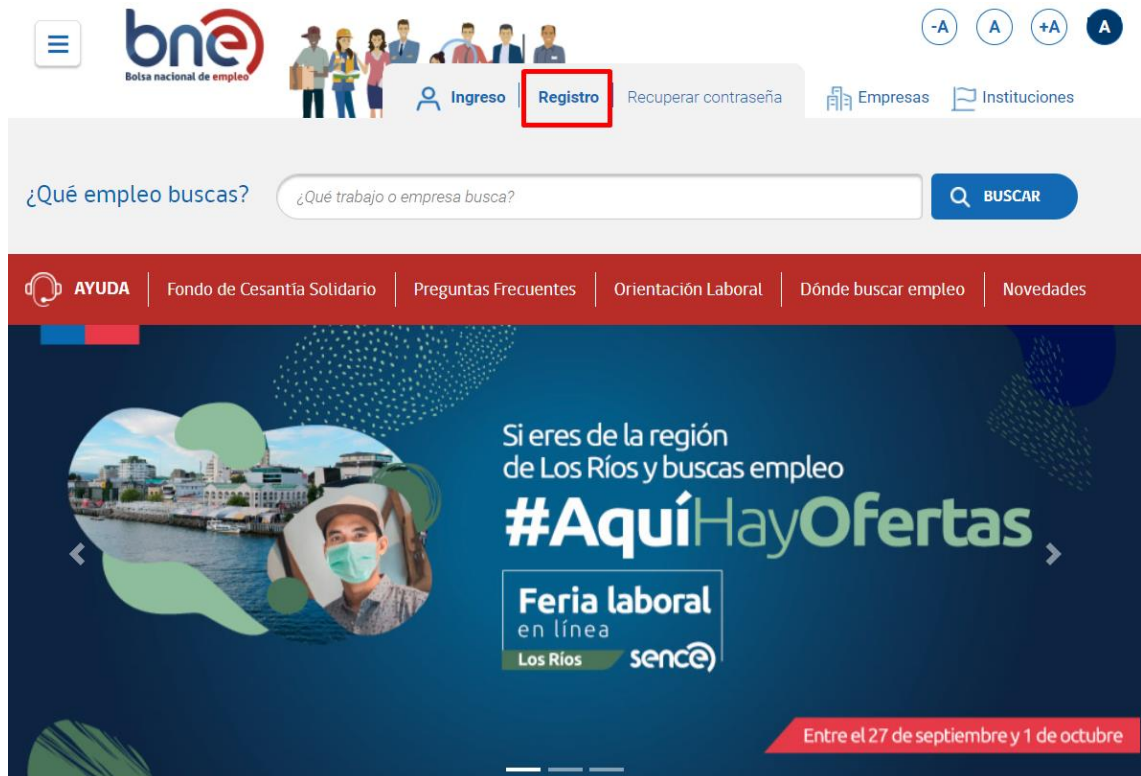 bne
Bolsa nacional de empleo
-A A +A A
Ingreso Registro Recuperar contraseña Empresas Instituciones
¿Qué empleo buscas? ¿Qué trabajo o empresa busca? BUSCAR
AYUDA Fondo de Cesantía Solidario Preguntas Frecuentes Orientación Laboral Dónde buscar empleo Novedades
Si eres de la región
de Los Ríos y buscas empleo
#AquíHayOfertas
Feria laboral
en línea
Los Ríos sence
Entre el 27 de septiembre y 1 de octubre